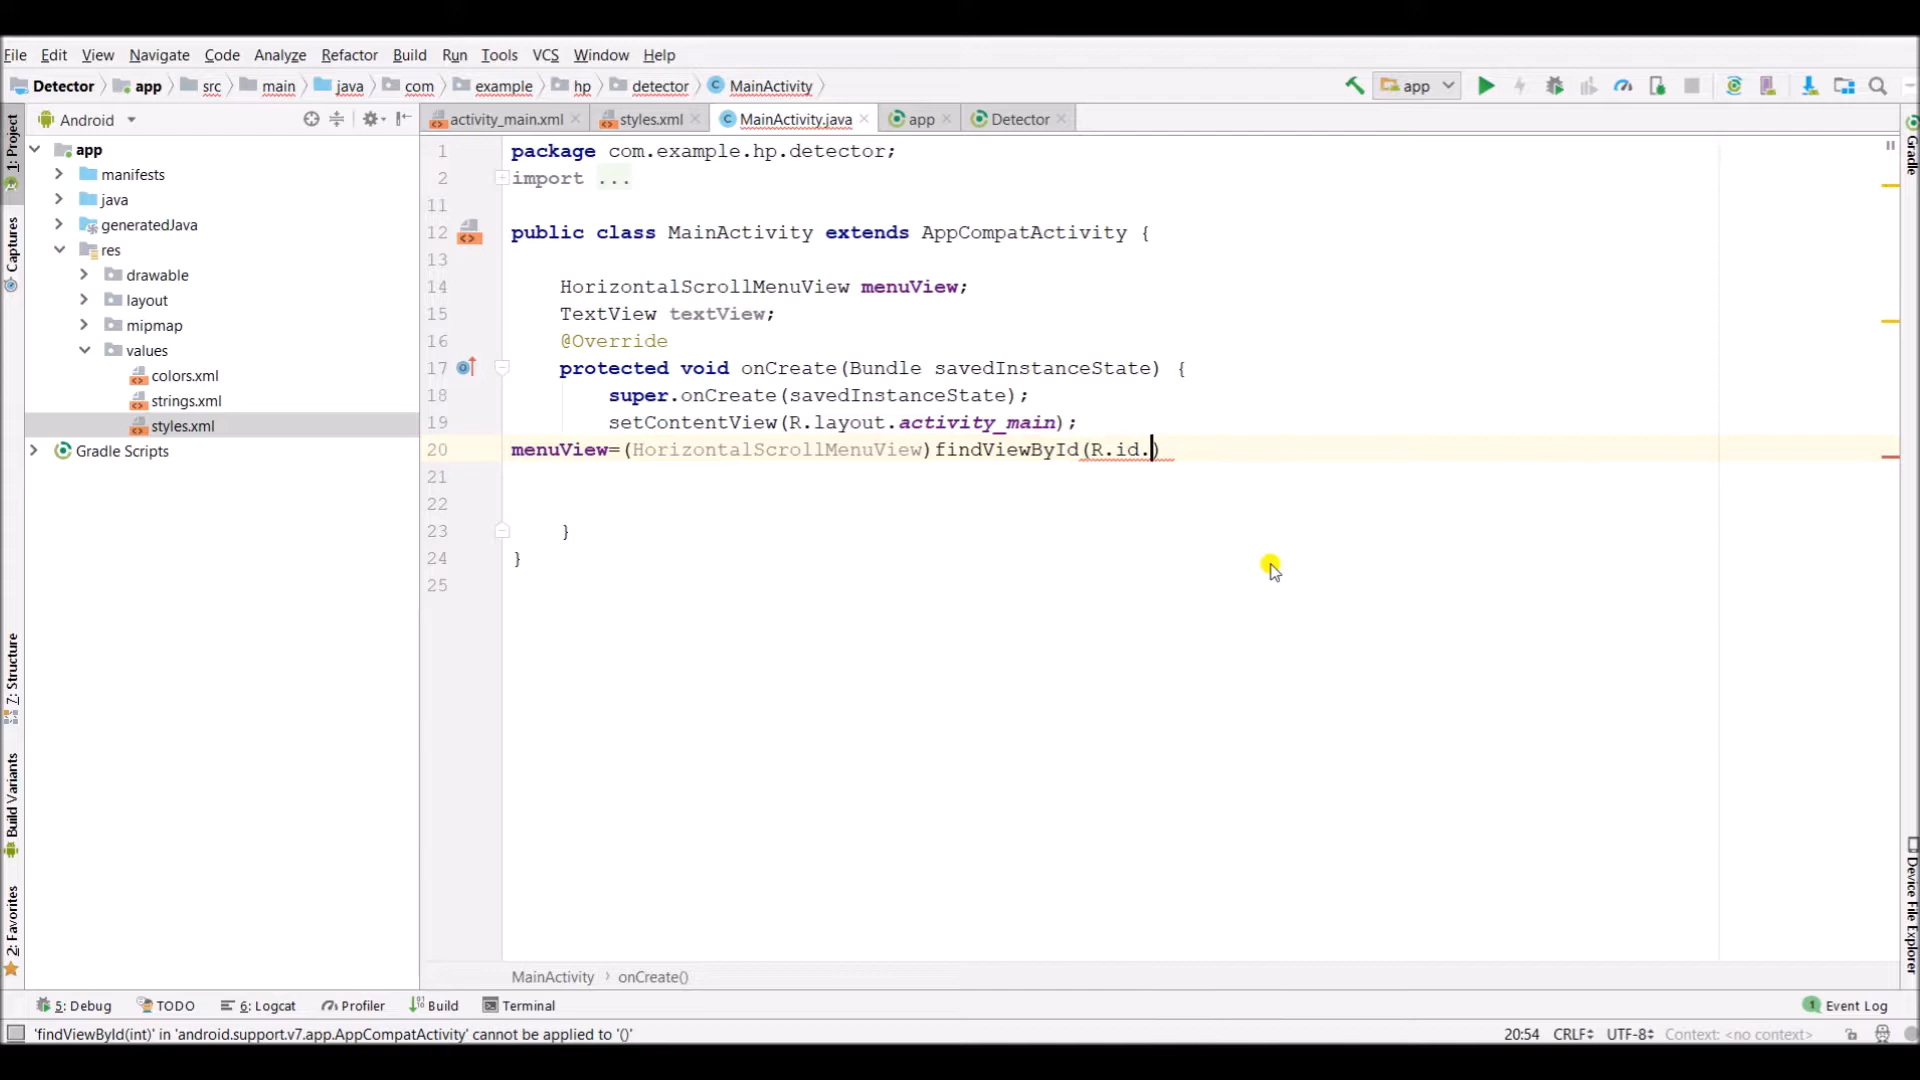 File Edit View Navigate Code Analyze Refactor Build Run Tools VCS Window Help
Detector app src main java com example hp detector MainActivity app
Android activity_main.xml styles.xml MainActivity.java app Detector
1: Project
Captures
7: Structure
Build Variants
2: Favorites
app
manifests
java
generatedJava
res
drawable
layout
mipmap
values
colors.xml
strings.xml
styles.xml
Gradle Scripts
1 package com.example.hp.detector;
2 import ...
11
12 public class MainActivity extends AppCompatActivity {
13
14 HorizontalScrollMenuView menuView;
15 TextView textView;
16 @Override
17 protected void onCreate(Bundle savedInstanceState) {
18 super.onCreate(savedInstanceState);
19 setContentView(R.layout.activity_main);
20 menuView=(HorizontalScrollMenuView)findViewById(R.id.)
21
22
23 }
24 }
25
Gradle
Device File Explorer
MainActivity › onCreate()
5: Debug TODO 6: Logcat Profiler Build Terminal 1 Event Log
'findViewById(int)' in 'android.support.v7.app.AppCompatActivity' cannot be applied to '()' 20:54 CRLF UTF-8 Context: <no context>